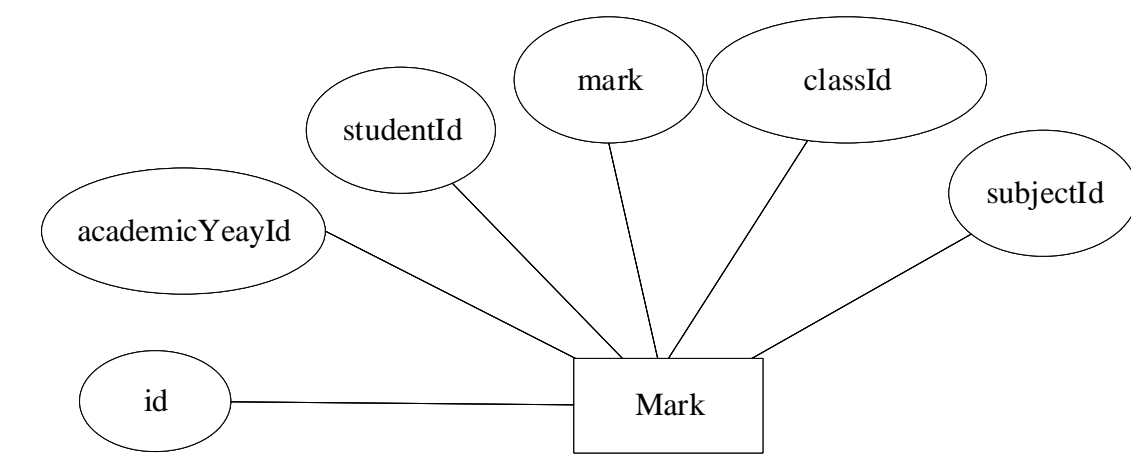 mark
classId
studentId
subjectId
academicYeayId
id
Mark